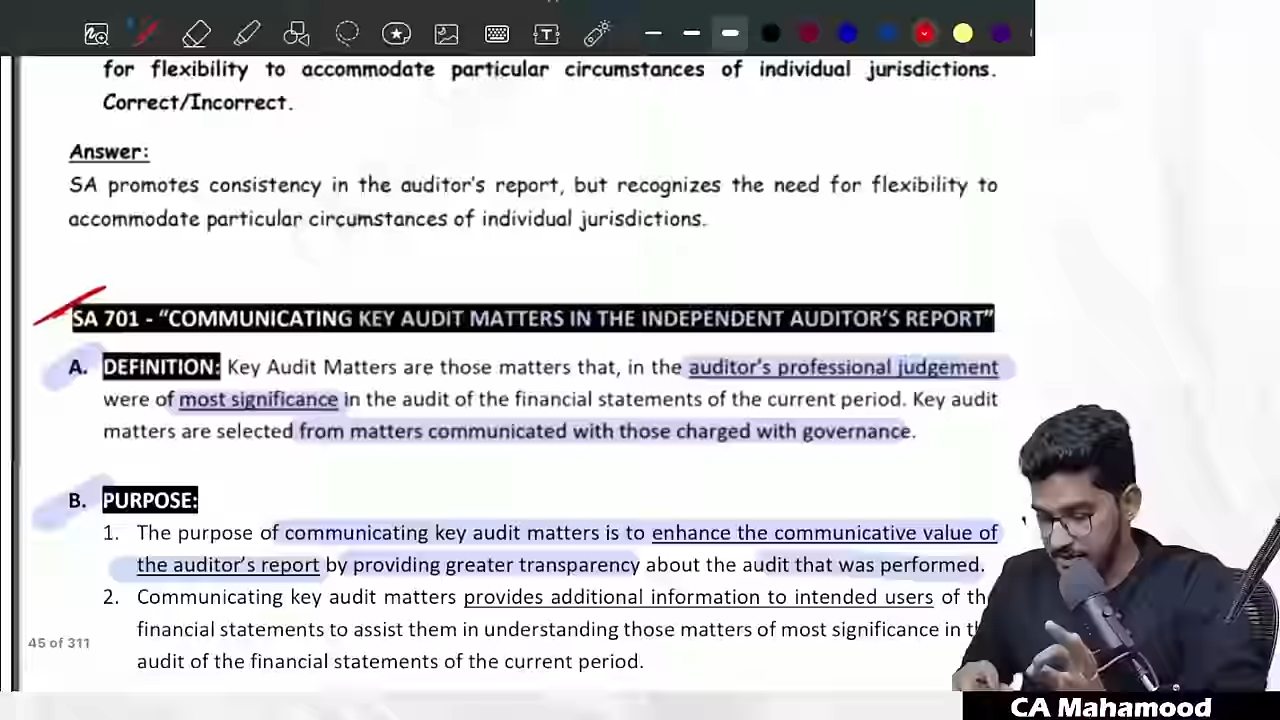 for flexibility to accommodate particular circumstances of individual jurisdictions.
Correct/Incorrect.
Answer:
SA promotes consistency in the auditor's report, but recognizes the need for flexibility to
accommodate particular circumstances of individual jurisdictions.
SA 701 - "COMMUNICATING KEY AUDIT MATTERS IN THE INDEPENDENT AUDITOR'S REPORT"
A. DEFINITION: Key Audit Matters are those matters that, in the auditor's professional judgement
were of most significance in the audit of the financial statements of the current period. Key audit
matters are selected from matters communicated with those charged with governance.
B. PURPOSE:
1. The purpose of communicating key audit matters is to enhance the communicative value of
the auditor's report by providing greater transparency about the audit that was performed.
2. Communicating key audit matters provides additional information to intended users of
financial statements to assist them in understanding those matters of most significance in
audit of the financial statements of the current period.
45 of 311
CA Mahamood